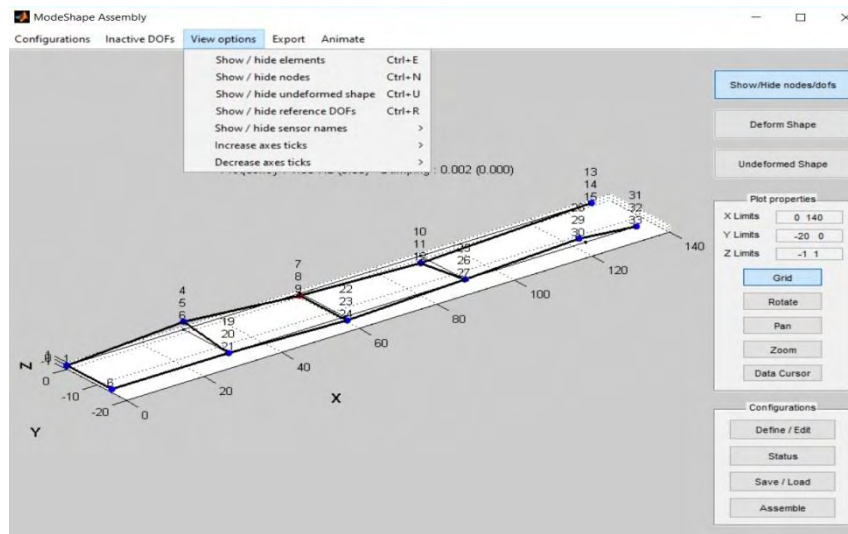 ModeShape Assembly
Configurations Inactive DOFs View options Export Animate
Show / hide elements Ctrl+E
Show / hide nodes Ctrl+N
Show / hide undeformed shape Ctrl+U
Show / hide reference DOFs Ctrl+R
Show / hide sensor names >
Increase axes ticks >
Decrease axes ticks >
0.002 (0.000)
Show/Hide nodes/dofs
Deform Shape
Undeformed Shape
Plot properties
X Limits 0 140
Y Limits -20 0
Z Limits -1 1
Grid
Rotate
Pan
Zoom
Data Cursor
Configurations
Define / Edit
Status
Save / Load
Assemble
13
14
15
31
32
33
29
30
10
11
12
26
27
7
8
9
22
23
24
4
5
6
19
20
21
1
6
Z
0
-10
-20
Y
0
20
40
60
80
100
120
140
X